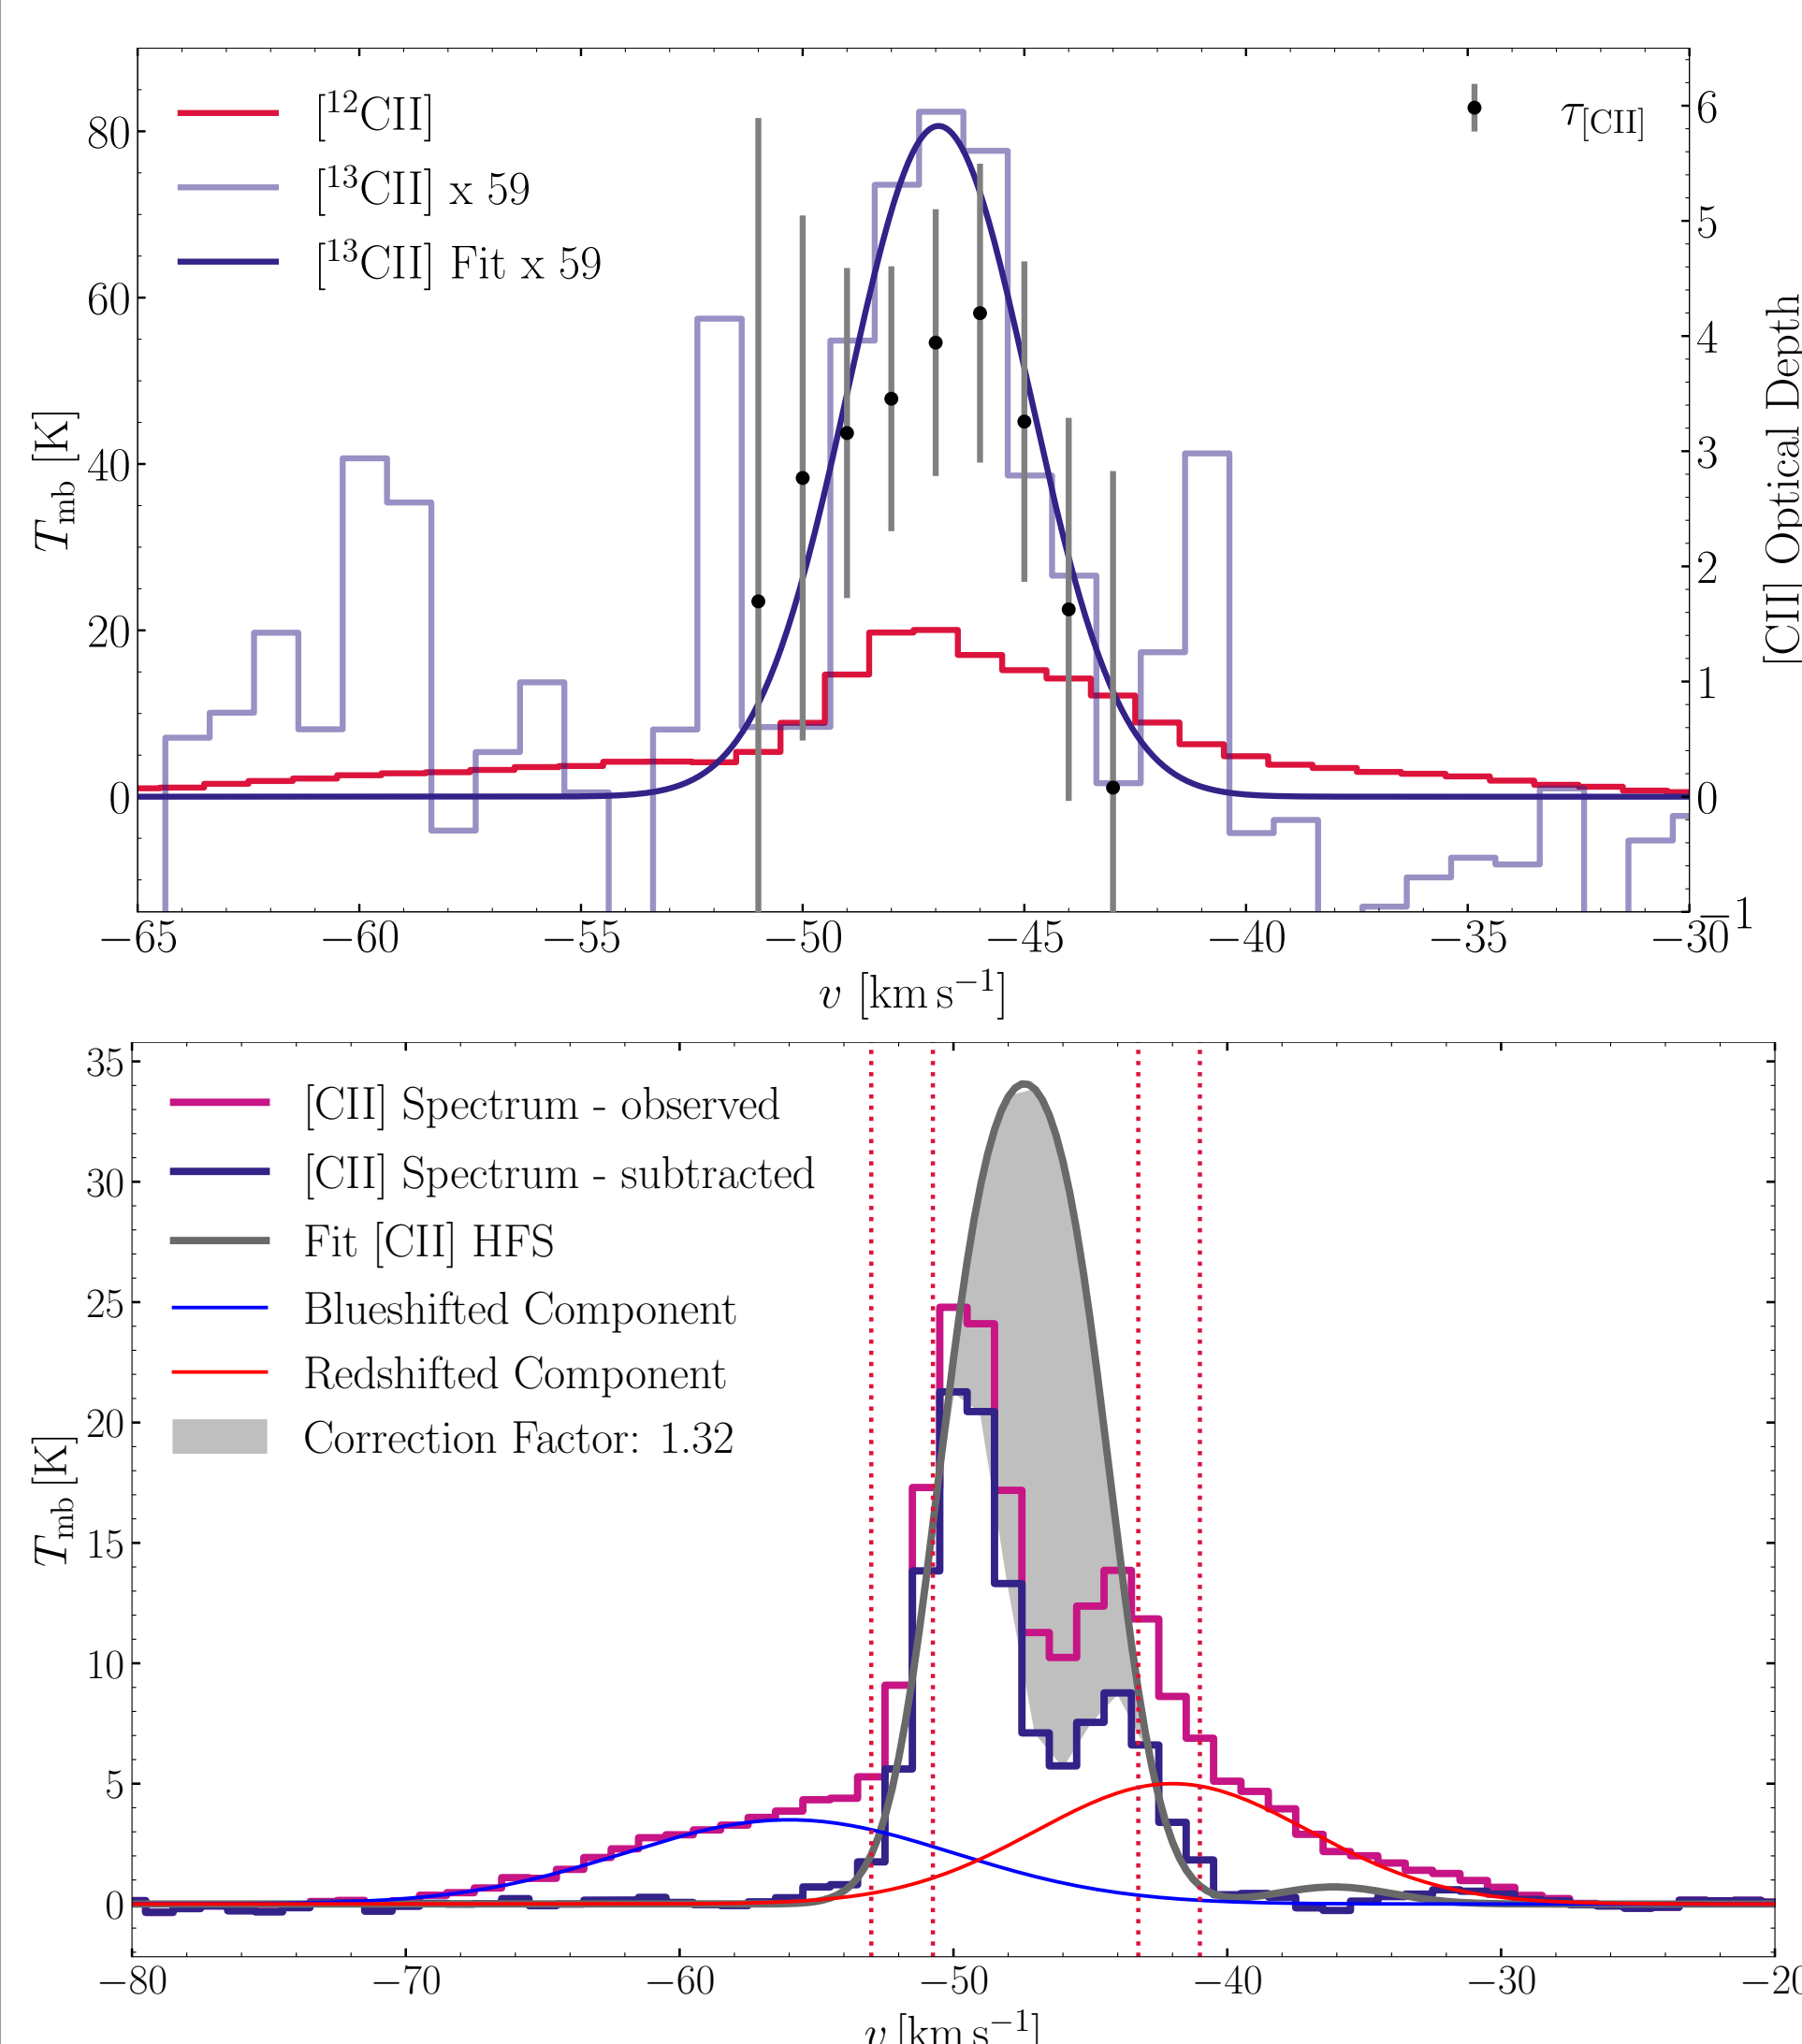 [¹²CII]
[¹³CII] x 59
[¹³CII] Fit x 59
τ[CII]
80
60
40
20
0
T_mb [K]
6
5
4
3
2
1
0
−1
[CII] Optical Depth
−65 −60 −55 −50 −45 −40 −35 −30
v [km s⁻¹]
[CII] Spectrum - observed
[CII] Spectrum - subtracted
Fit [CII] HFS
Blueshifted Component
Redshifted Component
Correction Factor: 1.32
35
30
25
20
15
10
5
0
T_mb [K]
−80 −70 −60 −50 −40 −30 −20
v [km s⁻¹]